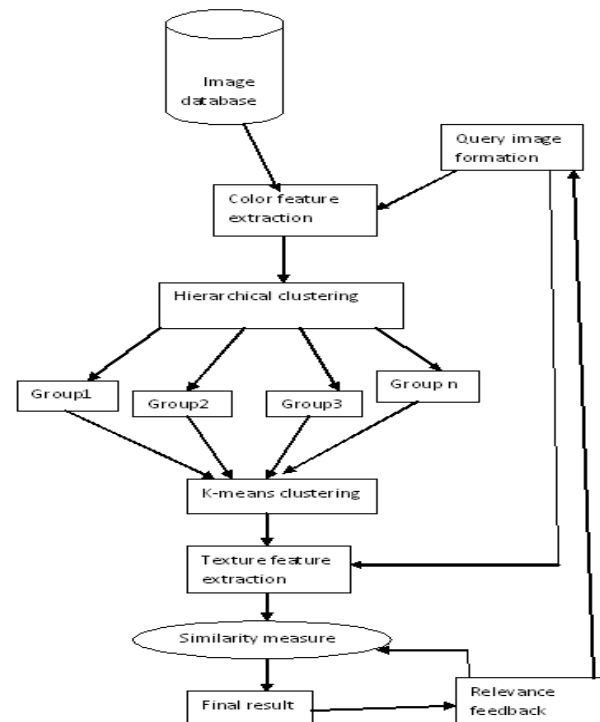 Image
database
Query image
formation
Color feature
extraction
Hierarchical clustering
Group1
Group2
Group3
Group n
K-means clustering
Texture feature
extraction
Similarity measure
Final result
Relevance
feedback